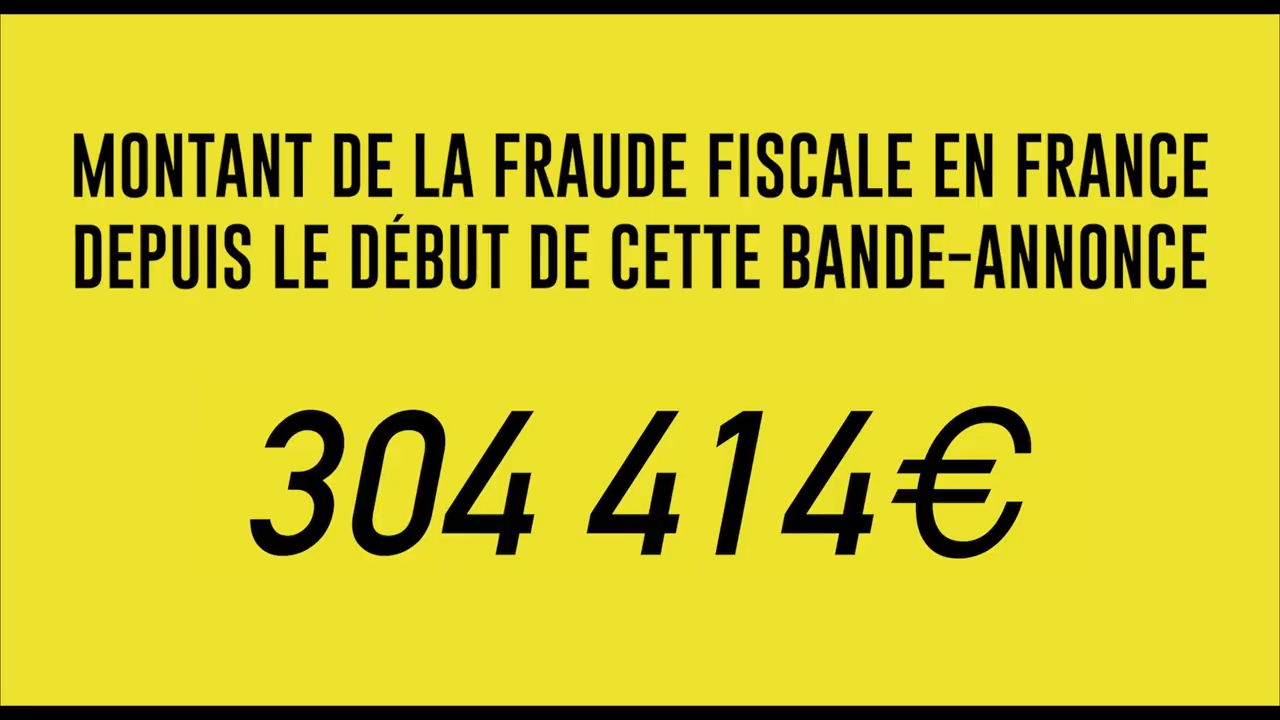 MONTANT DE LA FRAUDE FISCALE EN FRANCE
DEPUIS LE DÉBUT DE CETTE BANDE-ANNONCE
304 414€